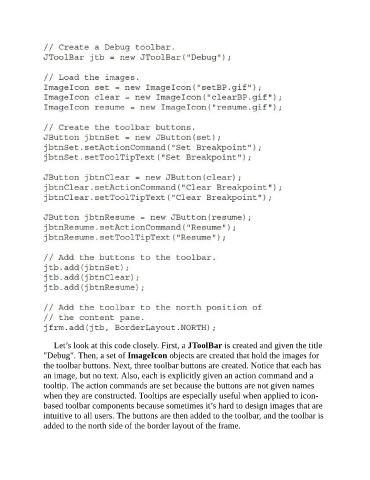 // Create a Debug toolbar.
JToolBar jtb = new JToolBar("Debug");
// Load the images.
ImageIcon set = new ImageIcon("setBP.gif");
ImageIcon clear = new ImageIcon("clearBP.gif");
ImageIcon resume = new ImageIcon("resume.gif");
// Create the toolbar buttons.
JButton jbtnSet = new JButton(set);
jbtnSet.setActionCommand("Set Breakpoint");
jbtnSet.setToolTipText("Set Breakpoint");
JButton jbtnClear = new JButton(clear);
jbtnClear.setActionCommand("Clear Breakpoint");
jbtnClear.setToolTipText("Clear Breakpoint");
JButton jbtnResume = new JButton(resume);
jbtnResume.setActionCommand("Resume");
jbtnResume.setToolTipText("Resume");
// Add the buttons to the toolbar.
jtb.add(jbtnSet);
jtb.add(jbtnClear);
jtb.add(jbtnResume);
// Add the toolbar to the north position of
// the content pane.
jfrm.add(jtb, BorderLayout.NORTH);
Let's look at this code closely. First, a JToolBar is created and given the title
"Debug". Then, a set of ImageIcon objects are created that hold the images for
the toolbar buttons. Next, three toolbar buttons are created. Notice that each has
an image, but no text. Also, each is explicitly given an action command and a
tooltip. The action commands are set because the buttons are not given names
when they are constructed. Tooltips are especially useful when applied to icon-
based toolbar components because sometimes it's hard to design images that are
intuitive to all users. The buttons are then added to the toolbar, and the toolbar is
added to the north side of the border layout of the frame.